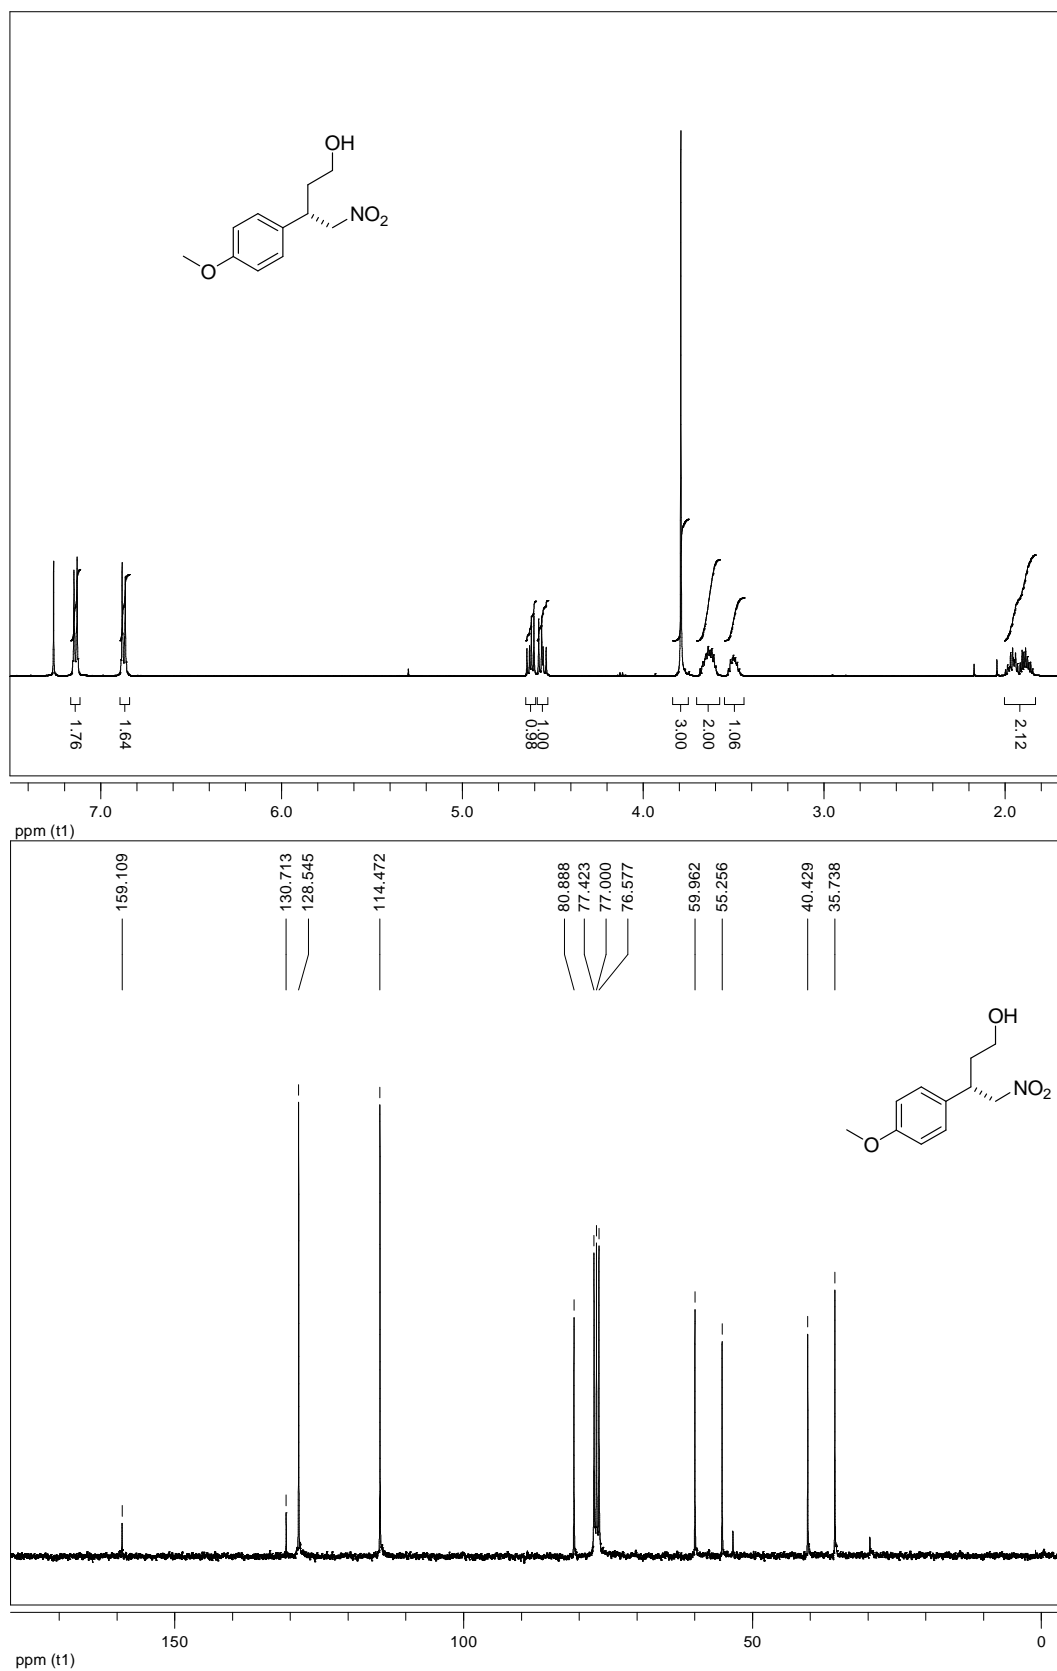 OH
NO2
O
1.76
1.64
0.98
1.00
3.00
2.00
1.06
2.12
7.0 6.0 5.0 4.0 3.0 2.0
ppm (t1)
159.109
130.713
128.545
114.472
80.888
77.423
77.000
76.577
59.962
55.256
40.429
35.738
OH
NO2
O
150 100 50 0
ppm (t1)